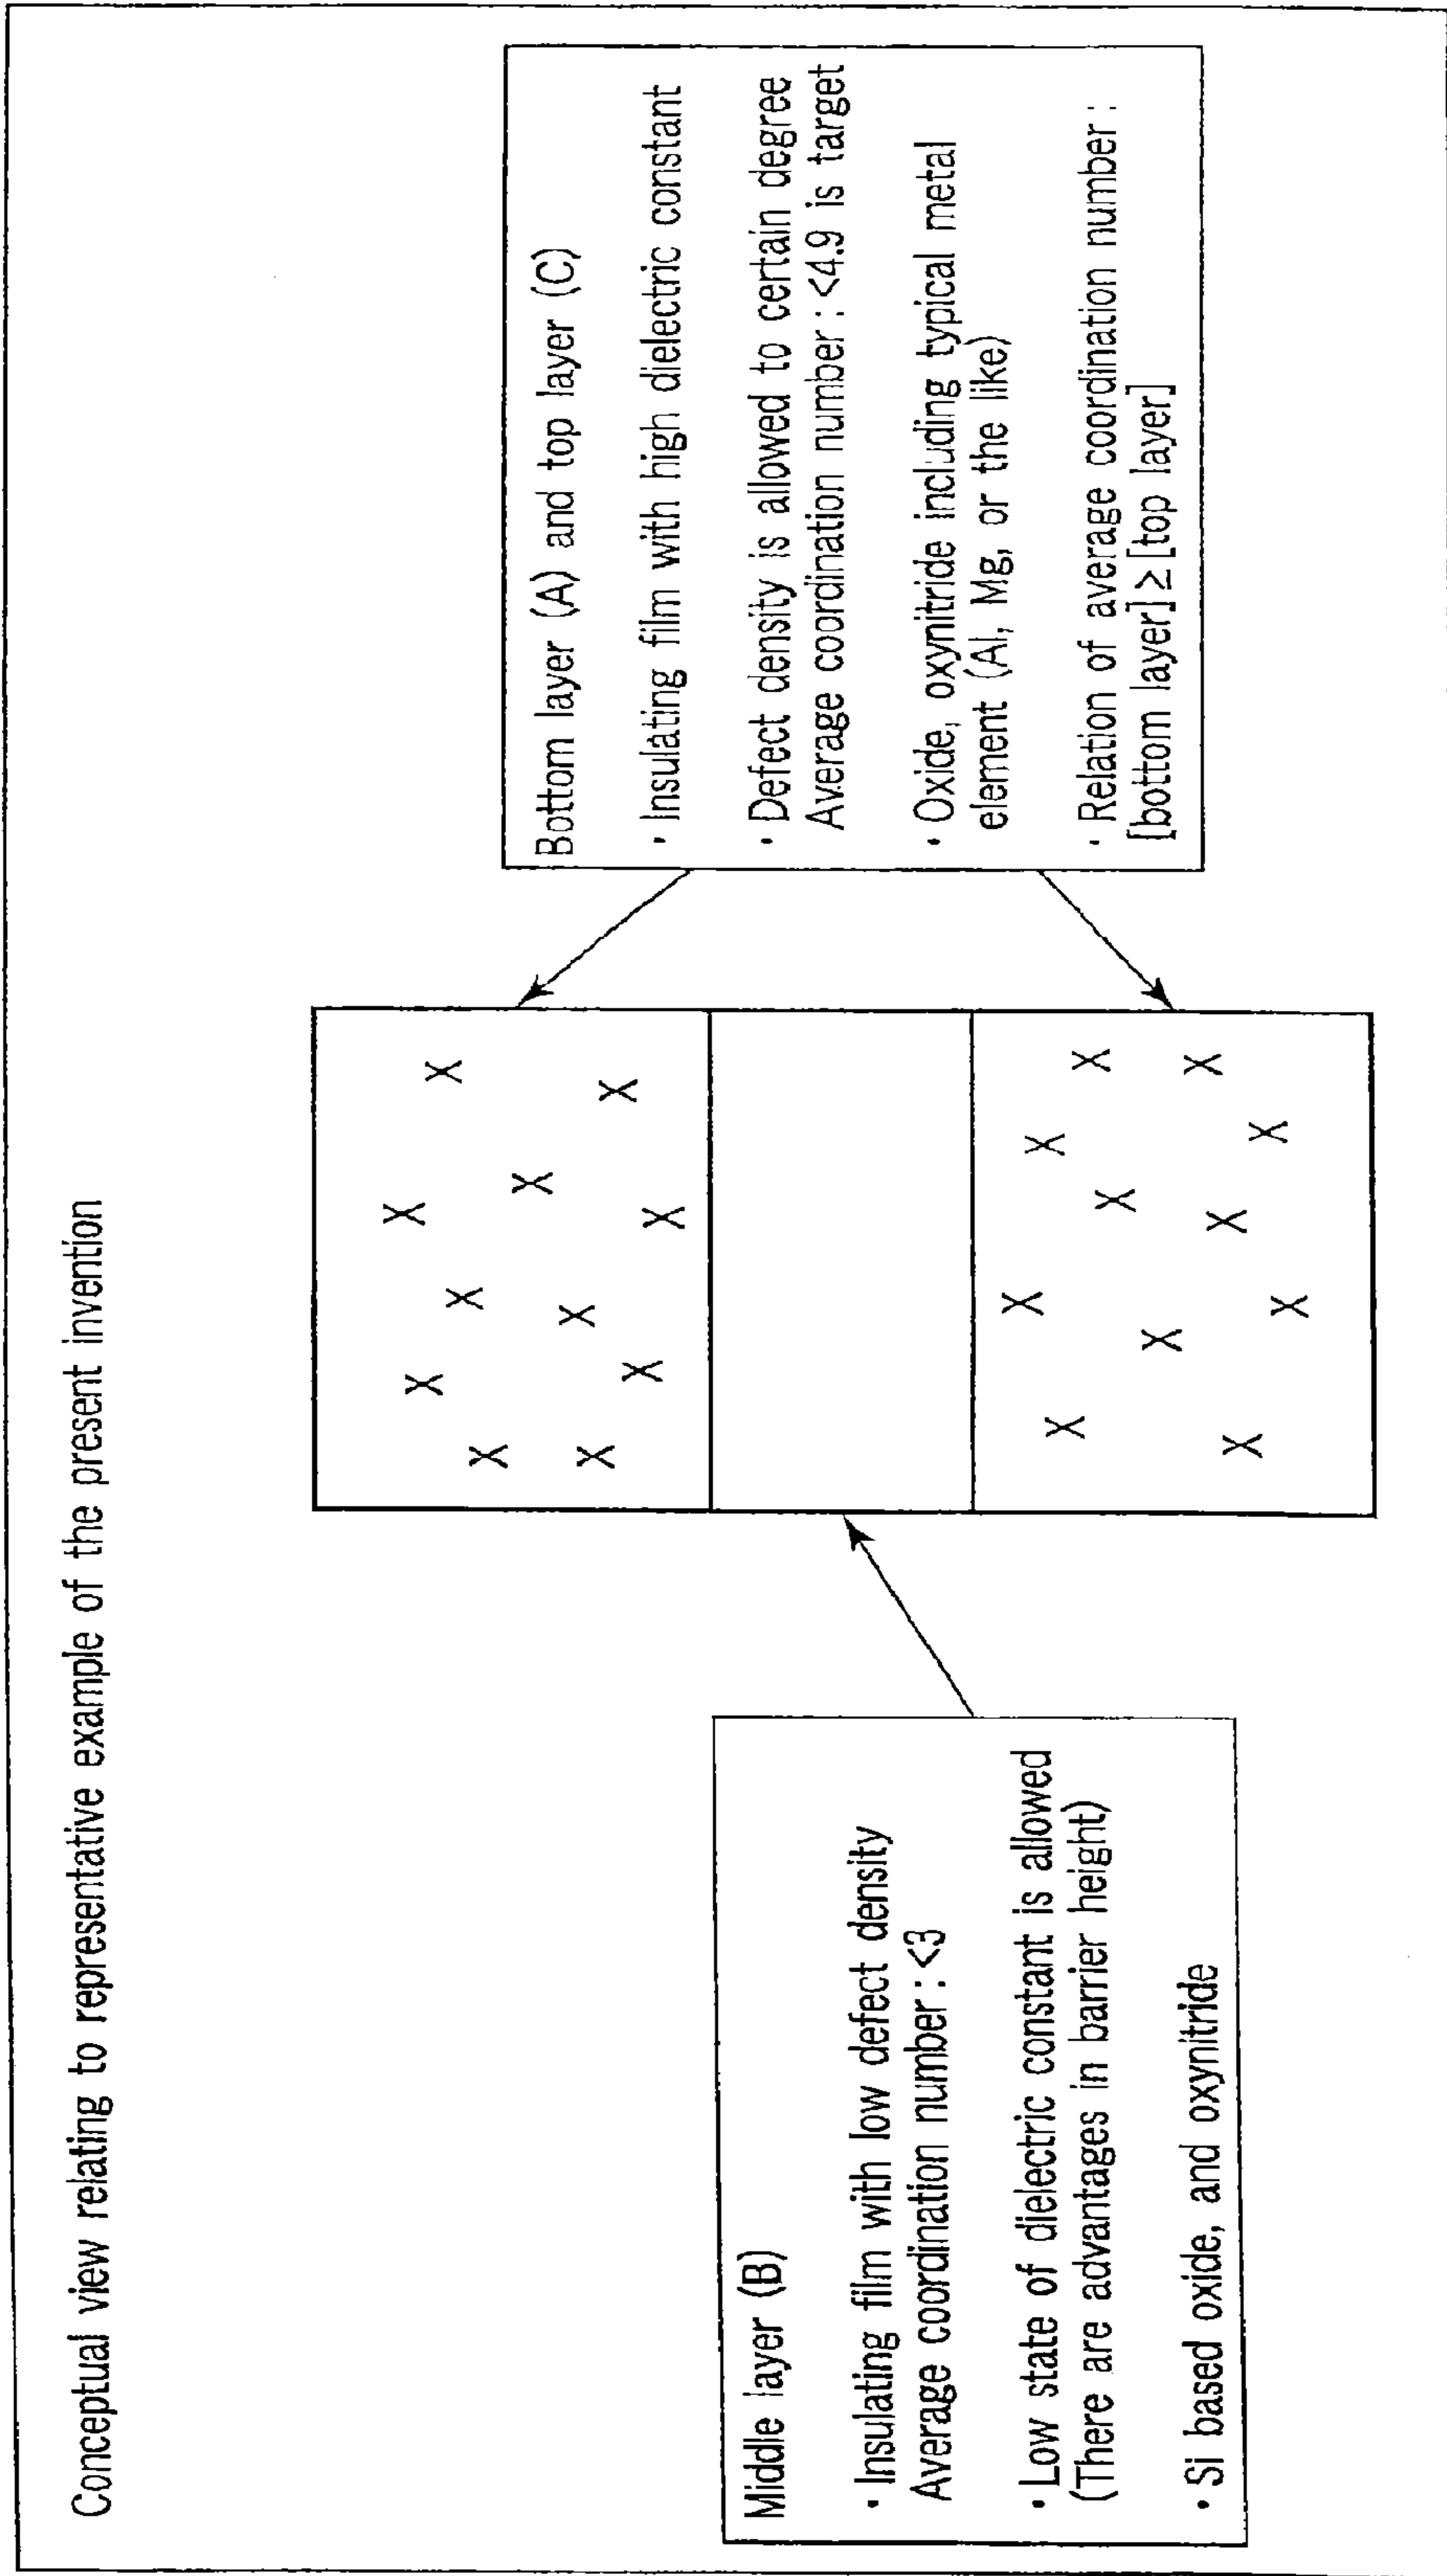 Conceptual view relating to representative example of the present invention
Middle layer (B)
・Insulating film with low defect density
Average coordination number : <3
・Low state of dielectric constant is allowed
(There are advantages in barrier height)
・Si based oxide, and oxynitride
Bottom layer (A) and top layer (C)
・Insulating film with high dielectric constant
・Defect density is allowed to certain degree
Average coordination number : <4.9 is target
・Oxide, oxynitride including typical metal
element (Al, Mg, or the like)
・Relation of average coordination number :
[bottom layer] ≥ [top layer]